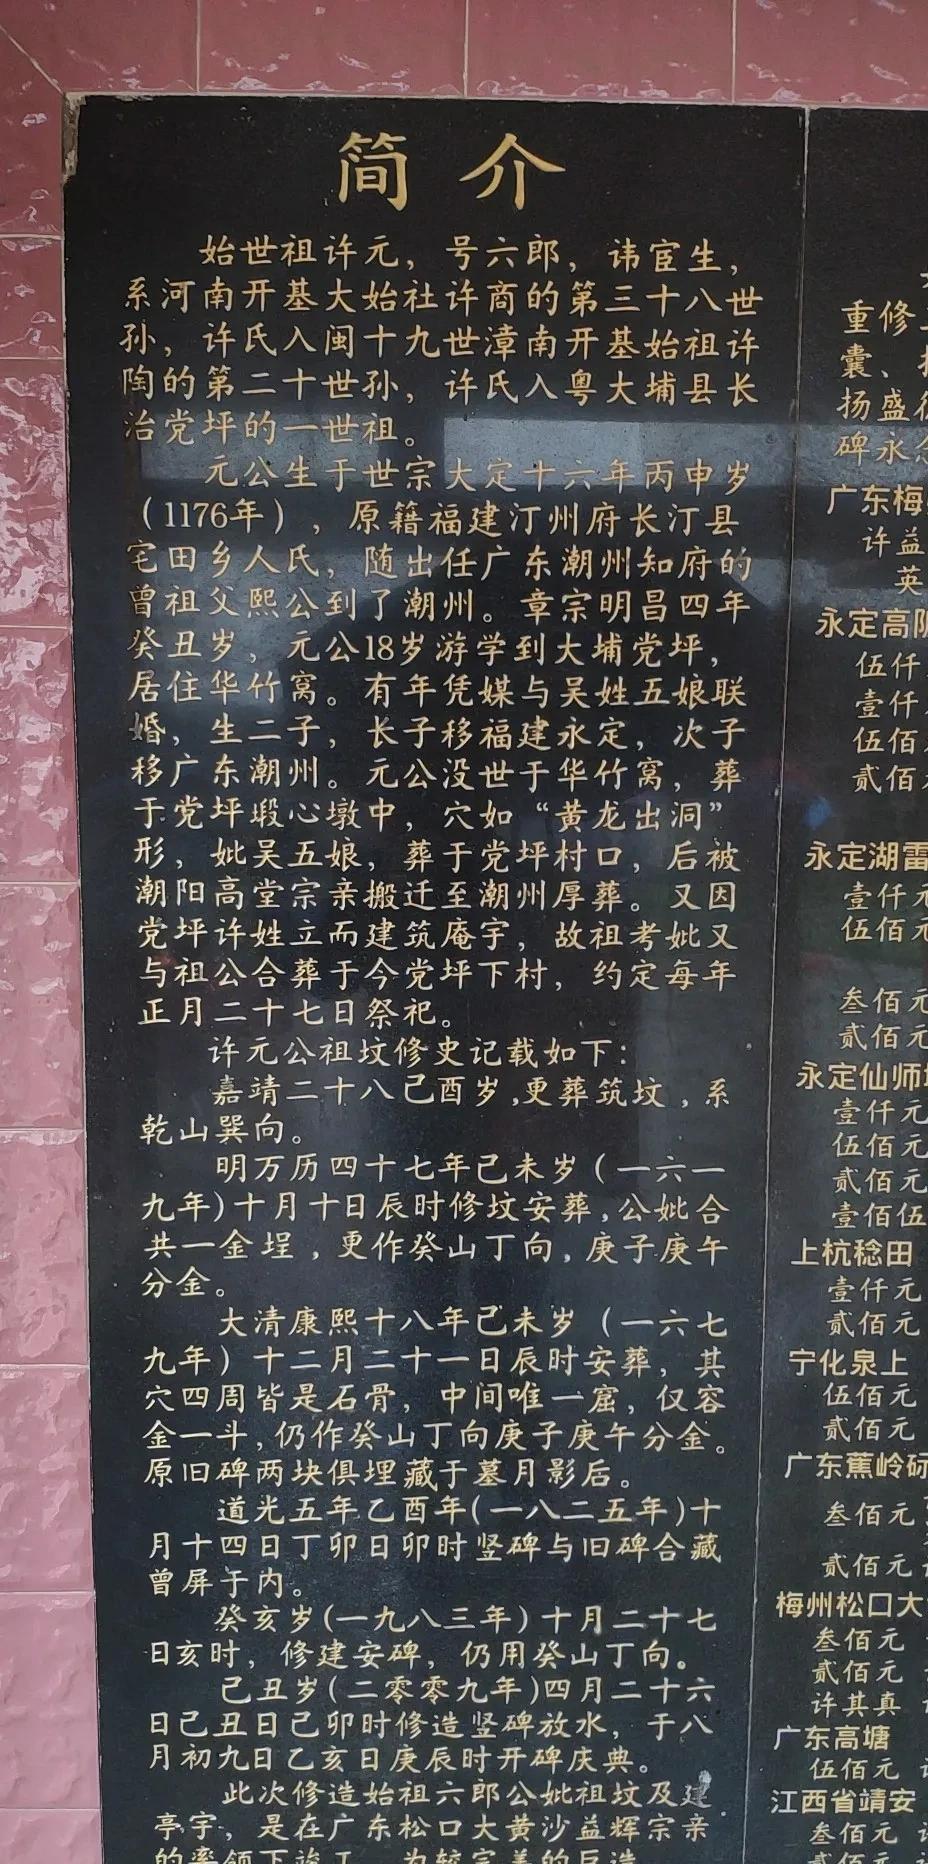 简介
始世祖许元，号六郎，讳宦生，
系河南开基大始社许商的第三十八世
孙，许氏入闽十九世漳南开基始祖许
陶的第二十世孙，许氏入粤大埔县长
治党坪的一世祖。
元公生于世宗大定十六年丙申岁
（1176年），原籍福建汀州府长汀县
宅田乡人氏，随出任广东潮州知府的
曾祖父熙公到了潮州。章宗明昌四年
癸丑岁，元公18岁游学到大埔党坪，
居住华竹窝。有年凭媒与吴姓五娘联
婚，生二子，长子移福建永定，次子
移广东潮州。元公没世于华竹窝，葬
于党坪塅心墩中，穴如“黄龙出洞”
形，妣吴五娘，葬于党坪村口，后被
潮阳高堂宗亲搬迁至潮州厚葬。又因
党坪许姓立而建筑庵宇，故祖考妣又
与祖公合葬于今党坪下村，约定每年
正月二十七日祭祀。
许元公祖坟修史记载如下：
嘉靖二十八己酉岁,更葬筑坟,系
乾山巽向。
明万历四十七年己未岁(一六一
九年)十月十日辰时修坟安葬,公妣合
共一金埕,更作癸山丁向,庚子庚午
分金。
大清康熙十八年己未岁（一六七
九年）十二月二十一日辰时安葬，其
穴四周皆是石骨，中间唯一窟，仅容
金一斗,仍作癸山丁向庚子庚午分金。
原旧碑两块俱埋藏于墓月影后。
道光五年乙酉年(一八二五年)十
月十四日丁卯日卯时竖碑与旧碑合藏
曾屏于内。
癸亥岁(一九八三年)十月二十七
日亥时，修建安碑，仍用癸山丁向。
己丑岁(二零零九年)四月二十六
日己丑日己卯时修造竖碑放水，于八
月初九日乙亥日庚辰时开碑庆典。
此次修造始祖六郎公妣祖坟及建
亭宇，是在广东松口大黄沙益辉宗亲
的率领下竣工，为较完美的巨造
重修
囊、
扬盛
碑永
广东梅
许益
英
永定高
伍仟
壹仟
伍佰
贰佰
永定湖雷
壹仟元
伍佰元
叁佰元
贰佰元
永定仙师
壹仟元
伍佰元
贰佰元
壹佰伍
上杭稔田
壹仟元
贰佰元
宁化泉上
伍佰元
贰佰元
广东蕉岭
叁佰元
贰佰元
梅州松口大
叁佰元
贰佰元
许其真
广东高塘
伍佰元
江西省靖安
叁佰元
贰佰元